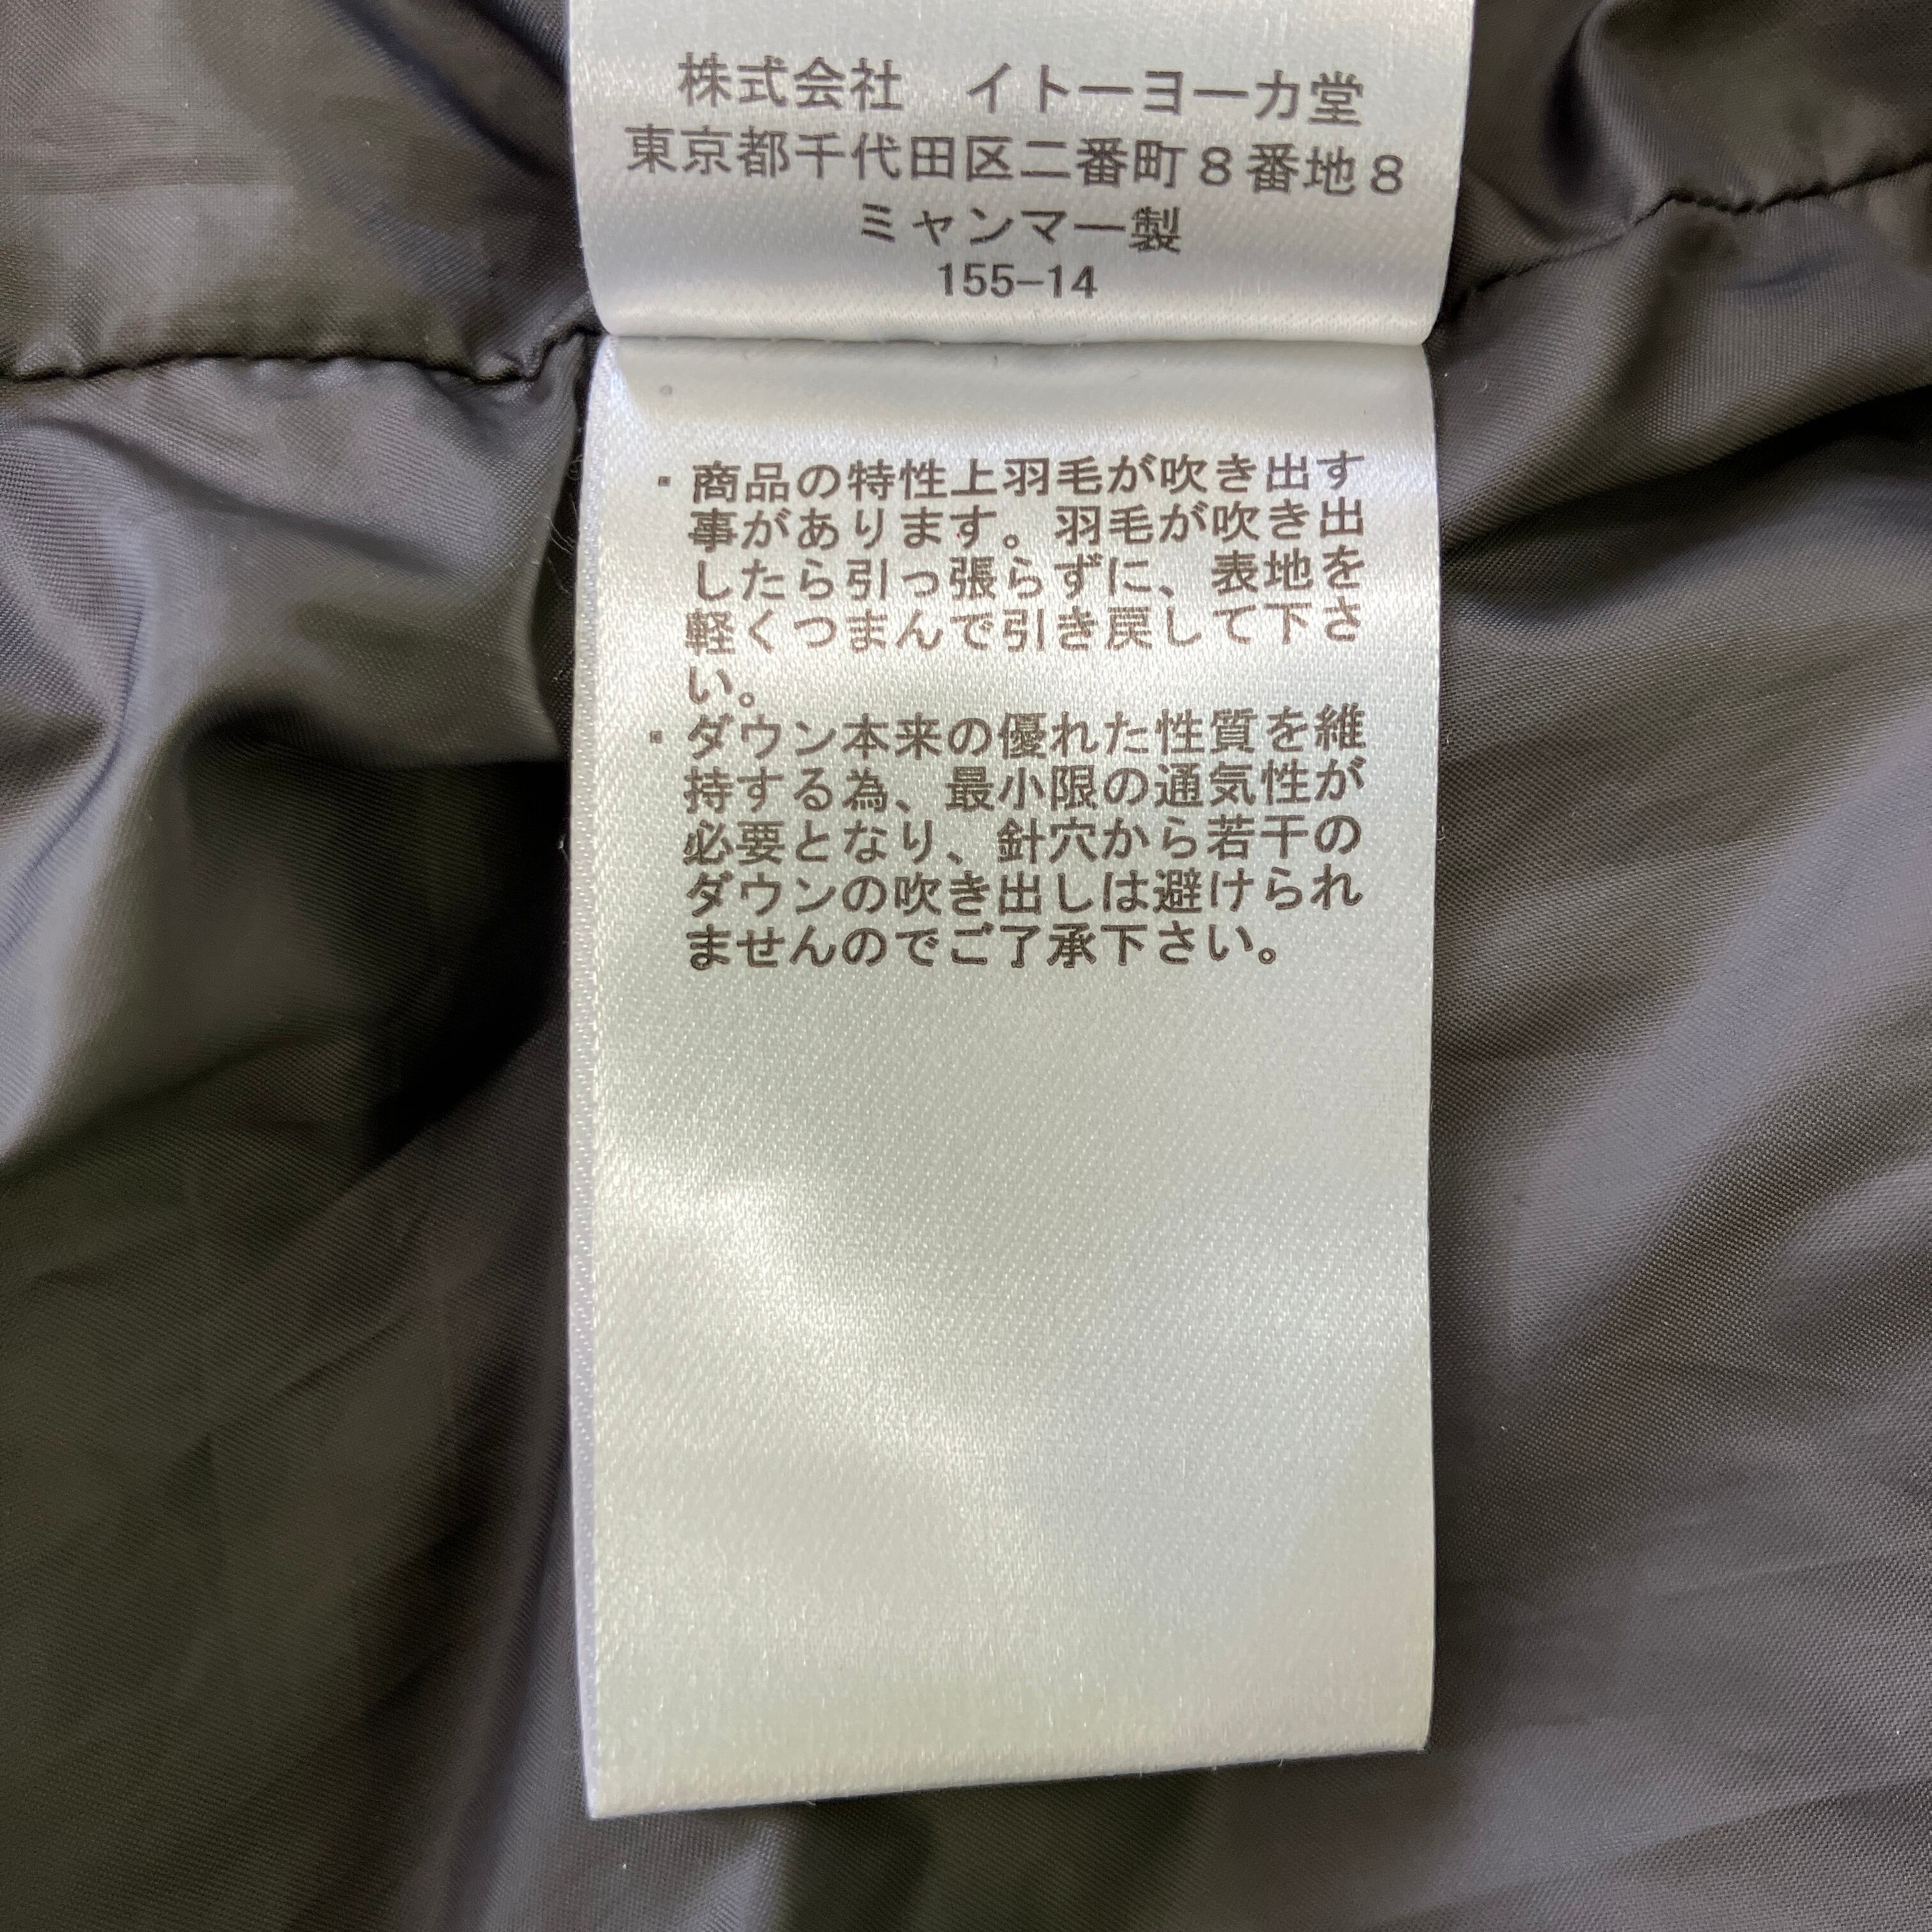 株式会社　イトーヨーカ堂
東京都千代田区二番町８番地８
ミャンマー製
155-14
・商品の特性上羽毛が吹き出す
事があります。羽毛が吹き出
したら引っ張らずに、表地を
軽くつまんで引き戻して下さ
い。
・ダウン本来の優れた性質を維
持する為、最小限の通気性が
必要となり、針穴から若干の
ダウンの吹き出しは避けられ
ませんのでご了承下さい。